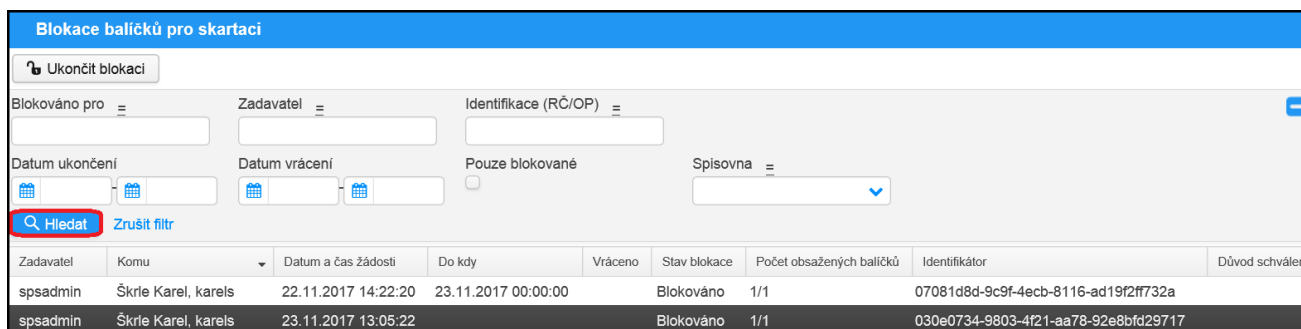 Blokace balíčků pro skartaci
Ukončit blokaci
Blokováno pro = Zadavatel = Identifikace (RČ/OP) =
Datum ukončení Datum vrácení Pouze blokované Spisovna =
- -
Hledat Zrušit filtr
Zadavatel Komu Datum a čas žádosti Do kdy Vráceno Stav blokace Počet obsažených balíčků Identifikátor Důvod schválen
spsadmin Škrle Karel, karels 22.11.2017 14:22:20 23.11.2017 00:00:00 Blokováno 1/1 07081d8d-9c9f-4ecb-8116-ad19f2ff732a
spsadmin Škrle Karel, karels 23.11.2017 13:05:22 Blokováno 1/1 030e0734-9803-4f21-aa78-92e8bfd29717